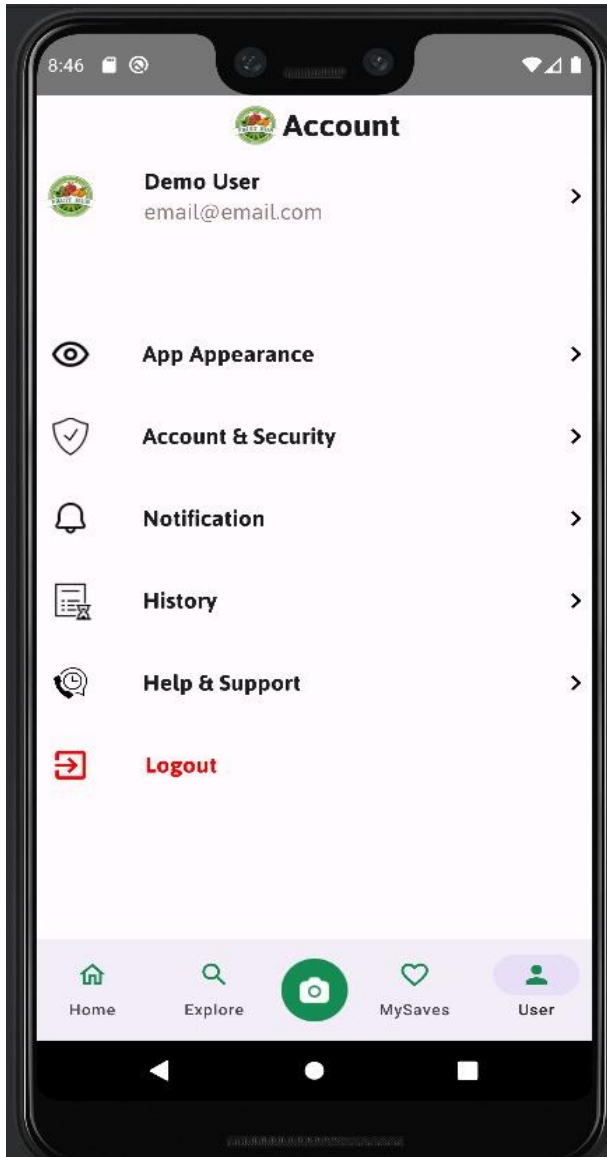 8:46
Account
Demo User
email@email.com
App Appearance
Account & Security
Notification
History
Help & Support
Logout
Home
Explore
MySaves
User